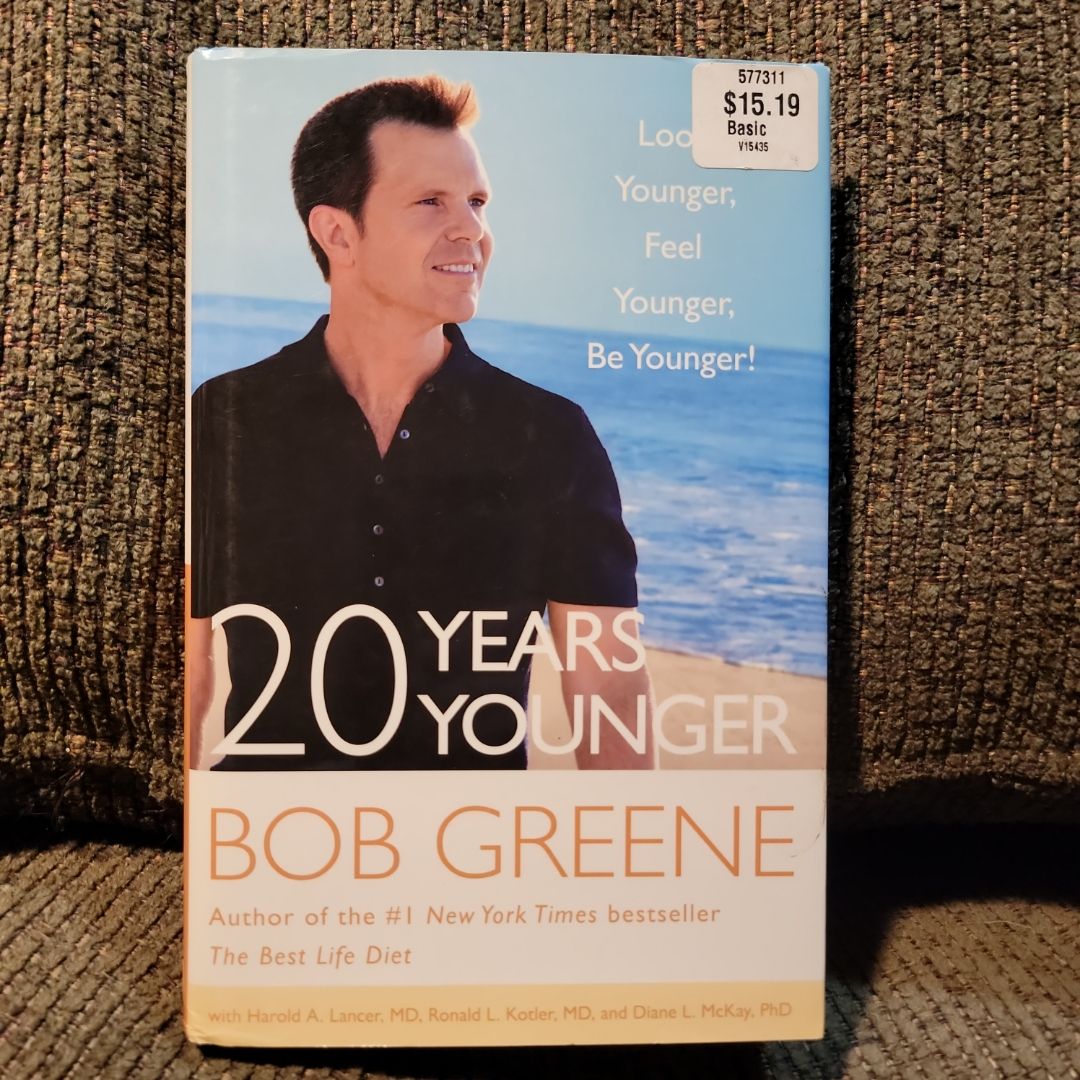 577311
$15.19
Basic
V15435
Loo
Younger,
Feel
Younger,
Be Younger!
20 YEARS
YOUNGER
BOB GREENE
Author of the #1 New York Times bestseller
The Best Life Diet
with Harold A. Lancer, MD, Ronald L. Kotler, MD, and Diane L. McKay, PhD